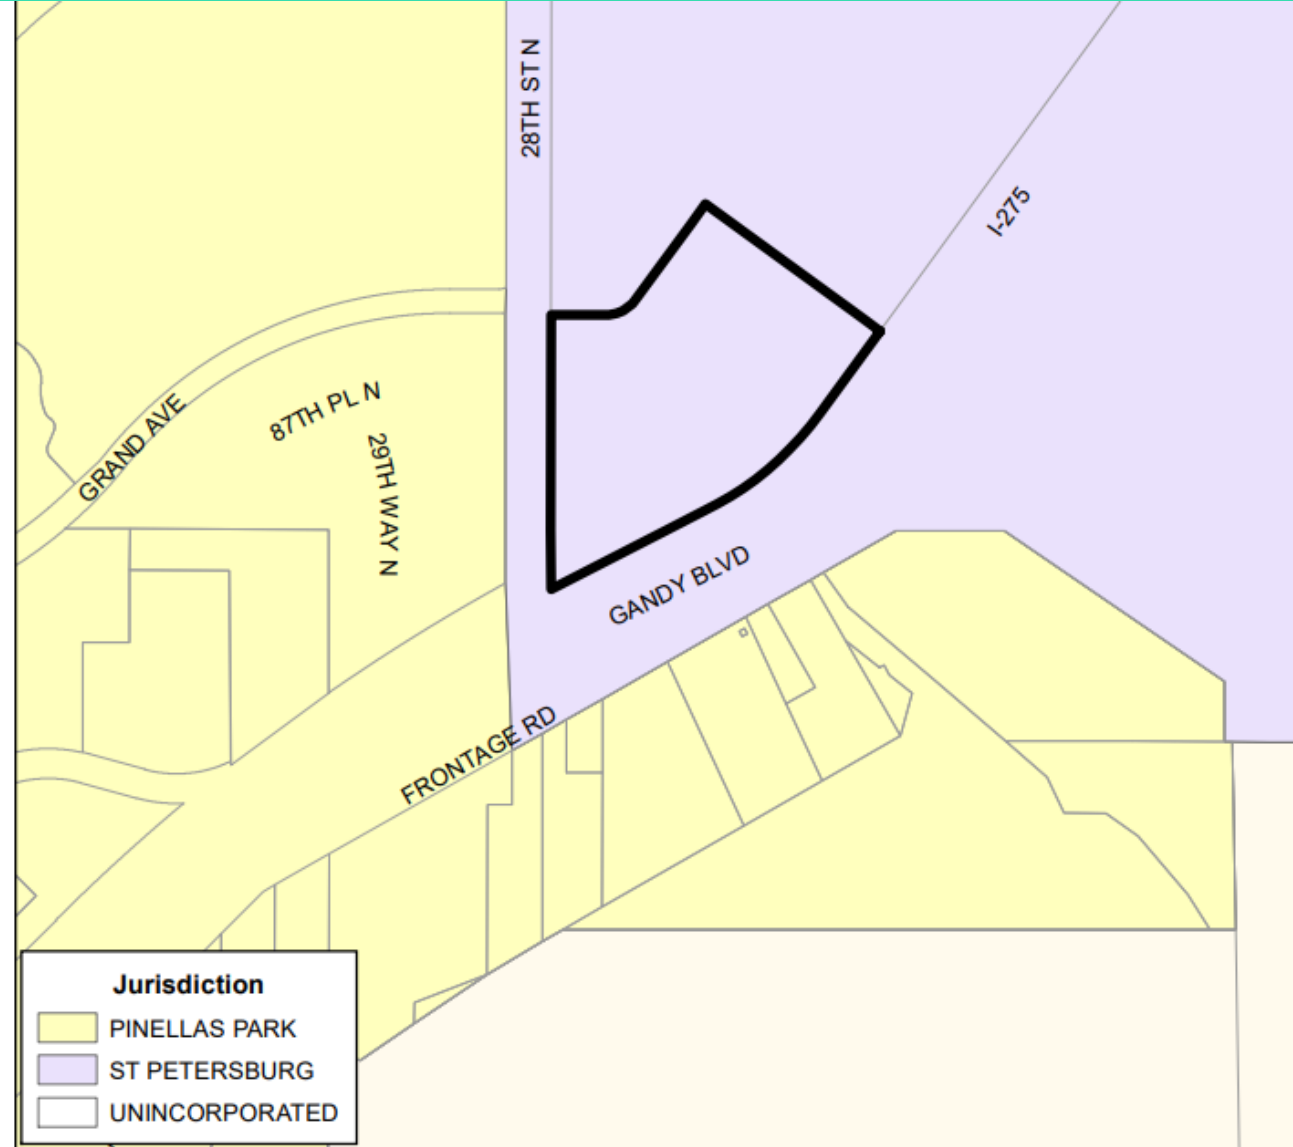 28TH ST N
I-275
87TH PL N
GRAND AVE
29TH WAY N
GANDY BLVD
FRONTAGE RD
Jurisdiction
PINELLAS PARK
ST PETERSBURG
UNINCORPORATED